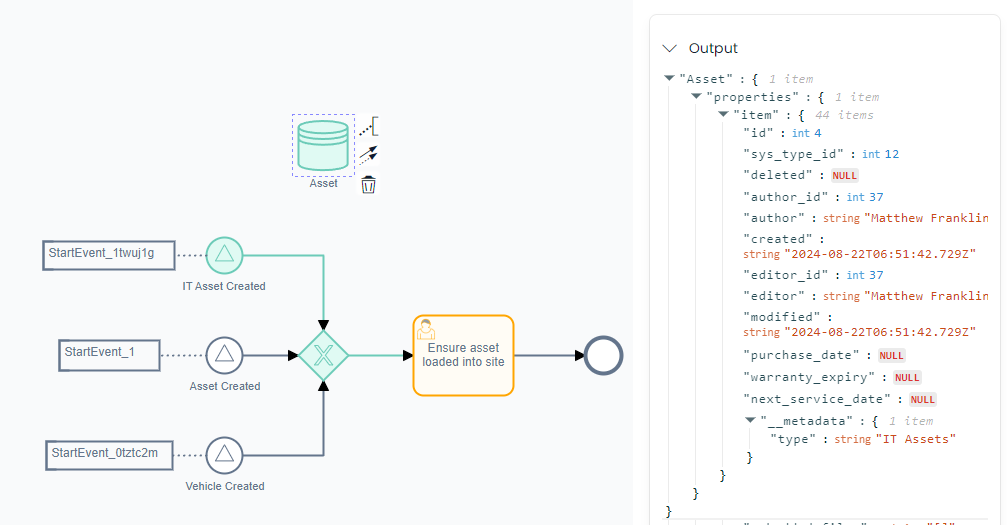 Asset
StartEvent_1twuj1g
IT Asset Created
StartEvent_1
Asset Created
StartEvent_0tztc2m
Vehicle Created
Ensure asset
loaded into site
Output
"Asset" : { 1 item
"properties" : { 1 item
"item" : { 44 items
"id" : int 4
"sys_type_id" : int 12
"deleted" : NULL
"author_id" : int 37
"author" : string "Matthew Franklin
"created" :
string "2024-08-22T06:51:42.729Z"
"editor_id" : int 37
"editor" : string "Matthew Franklin
"modified" :
string "2024-08-22T06:51:42.729Z"
"purchase_date" : NULL
"warranty_expiry" : NULL
"next_service_date" : NULL
"__metadata" : { 1 item
"type" : string "IT Assets"
}
}
}
}